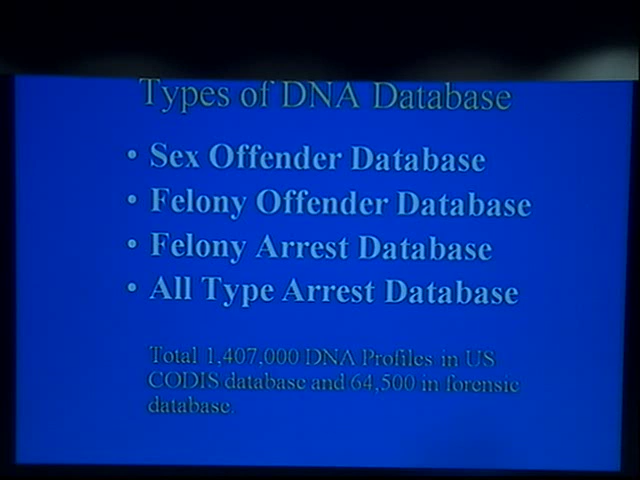 Types of DNA Database
• Sex Offender Database
• Felony Offender Database
• Felony Arrest Database
• All Type Arrest Database
Total 1,407,000 DNA Profiles in US
CODIS database and 64,500 in forensic
database.